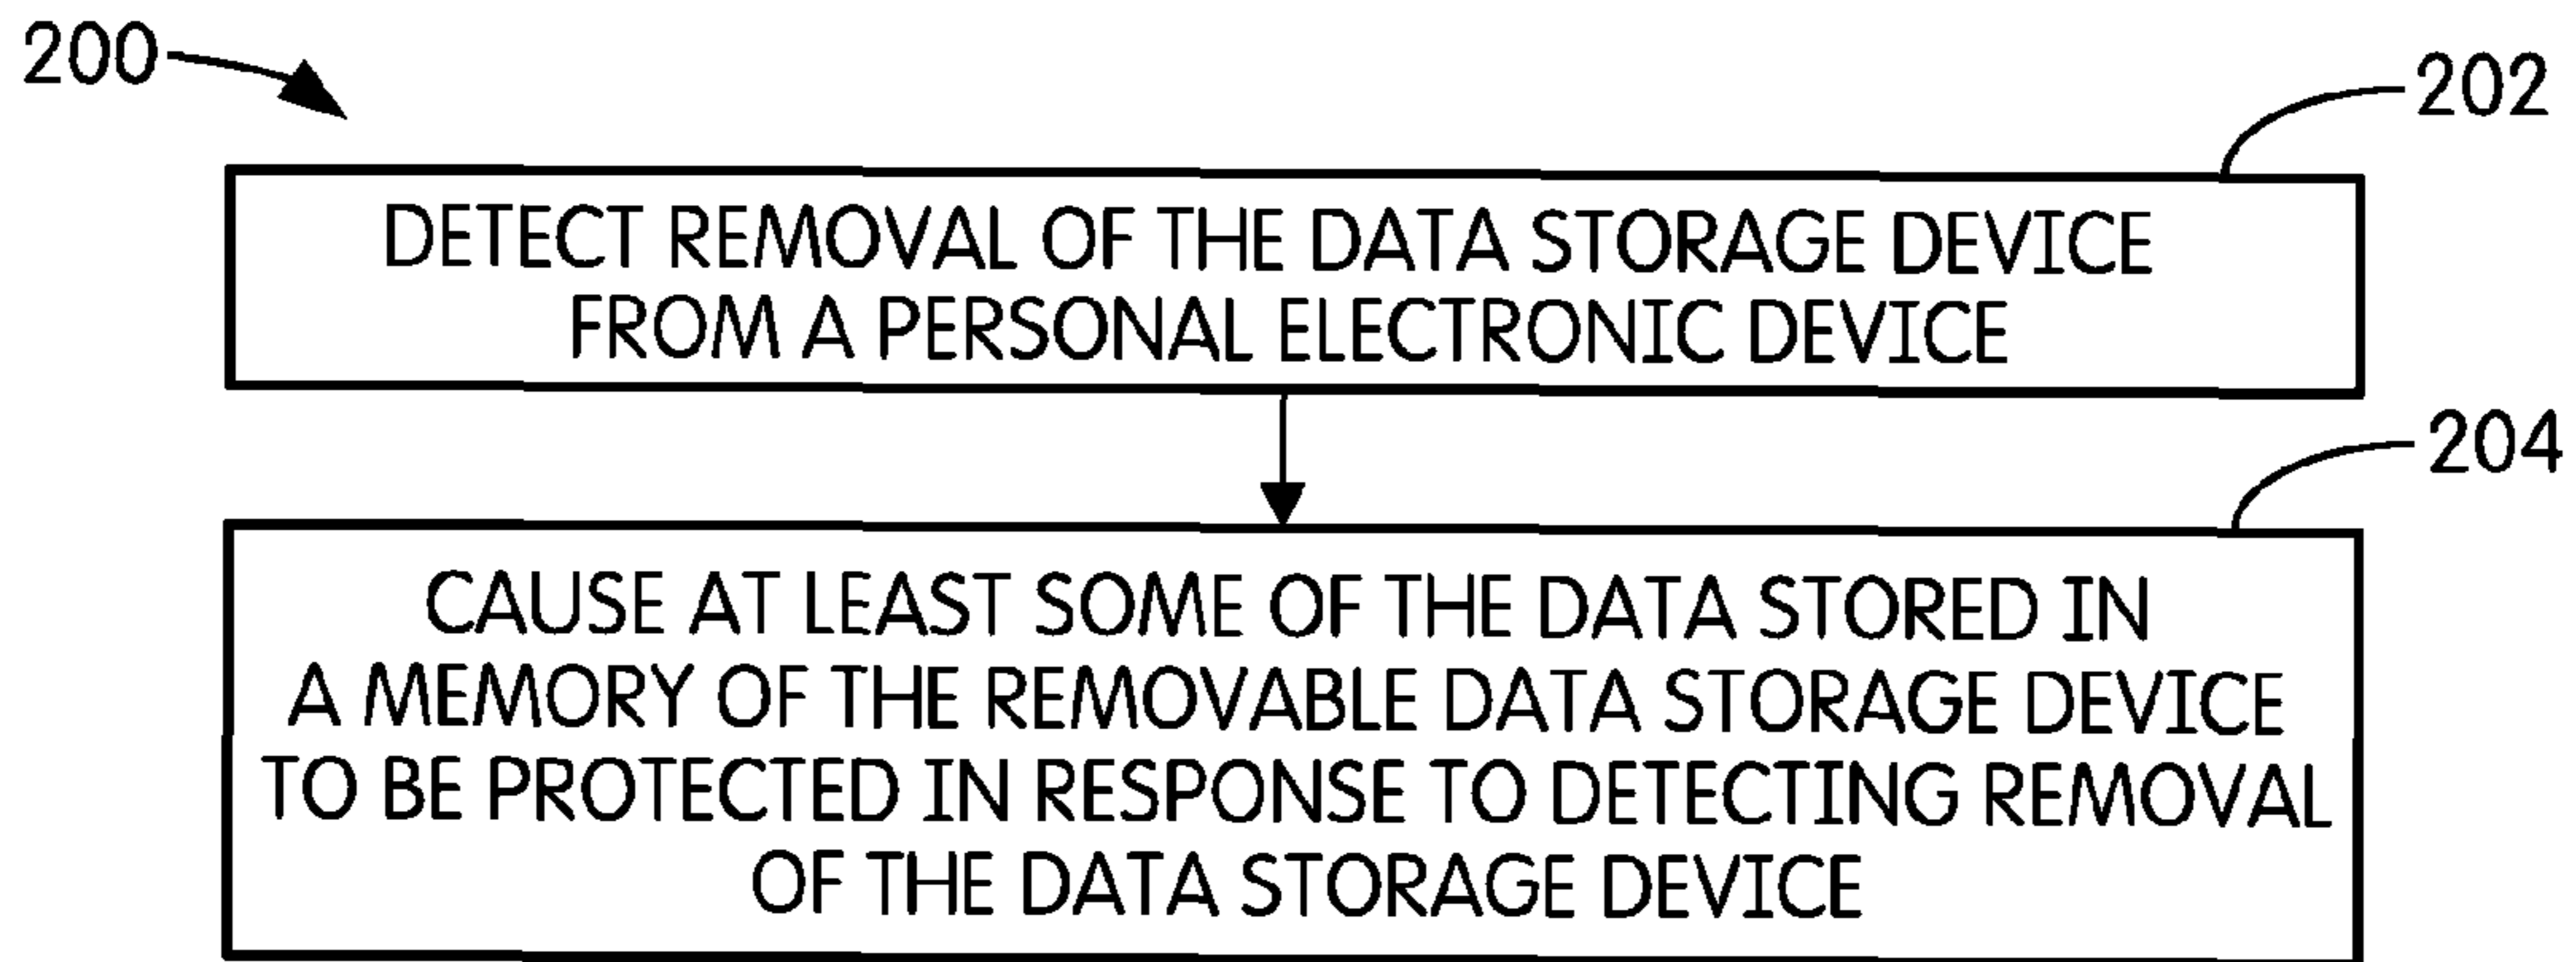 200
202
DETECT REMOVAL OF THE DATA STORAGE DEVICE
FROM A PERSONAL ELECTRONIC DEVICE
204
CAUSE AT LEAST SOME OF THE DATA STORED IN
A MEMORY OF THE REMOVABLE DATA STORAGE DEVICE
TO BE PROTECTED IN RESPONSE TO DETECTING REMOVAL
OF THE DATA STORAGE DEVICE